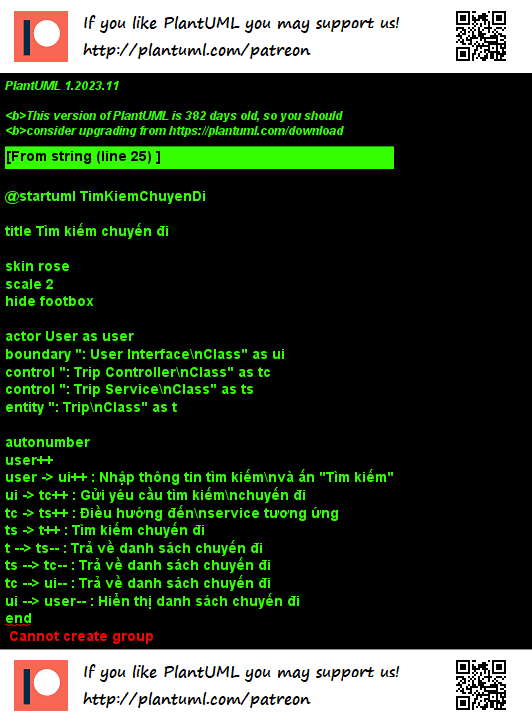 If you like PlantUML you may support us!
http://plantuml.com/patreon
PlantUML 1.2023.11
<b>This version of PlantUML is 382 days old, so you should
<b>consider upgrading from https://plantuml.com/download
[From string (line 25) ]
@startuml TimKiemChuyenDi
title Tìm kiếm chuyến đi
skin rose
scale 2
hide footbox
actor User as user
boundary ": User Interface\nClass" as ui
control ": Trip Controller\nClass" as tc
control ": Trip Service\nClass" as ts
entity ": Trip\nClass" as t
autonumber
user++
user -> ui++ : Nhập thông tin tìm kiếm\nvà ấn "Tìm kiếm"
ui -> tc++ : Gửi yêu cầu tìm kiếm\nchuyến đi
tc -> ts++ : Điều hướng đến\nservice tương ứng
ts -> t++ : Tìm kiếm chuyến đi
t --> ts-- : Trả về danh sách chuyến đi
ts --> tc-- : Trả về danh sách chuyến đi
tc --> ui-- : Trả về danh sách chuyến đi
ui --> user-- : Hiển thị danh sách chuyến đi
end
Cannot create group
If you like PlantUML you may support us!
http://plantuml.com/patreon